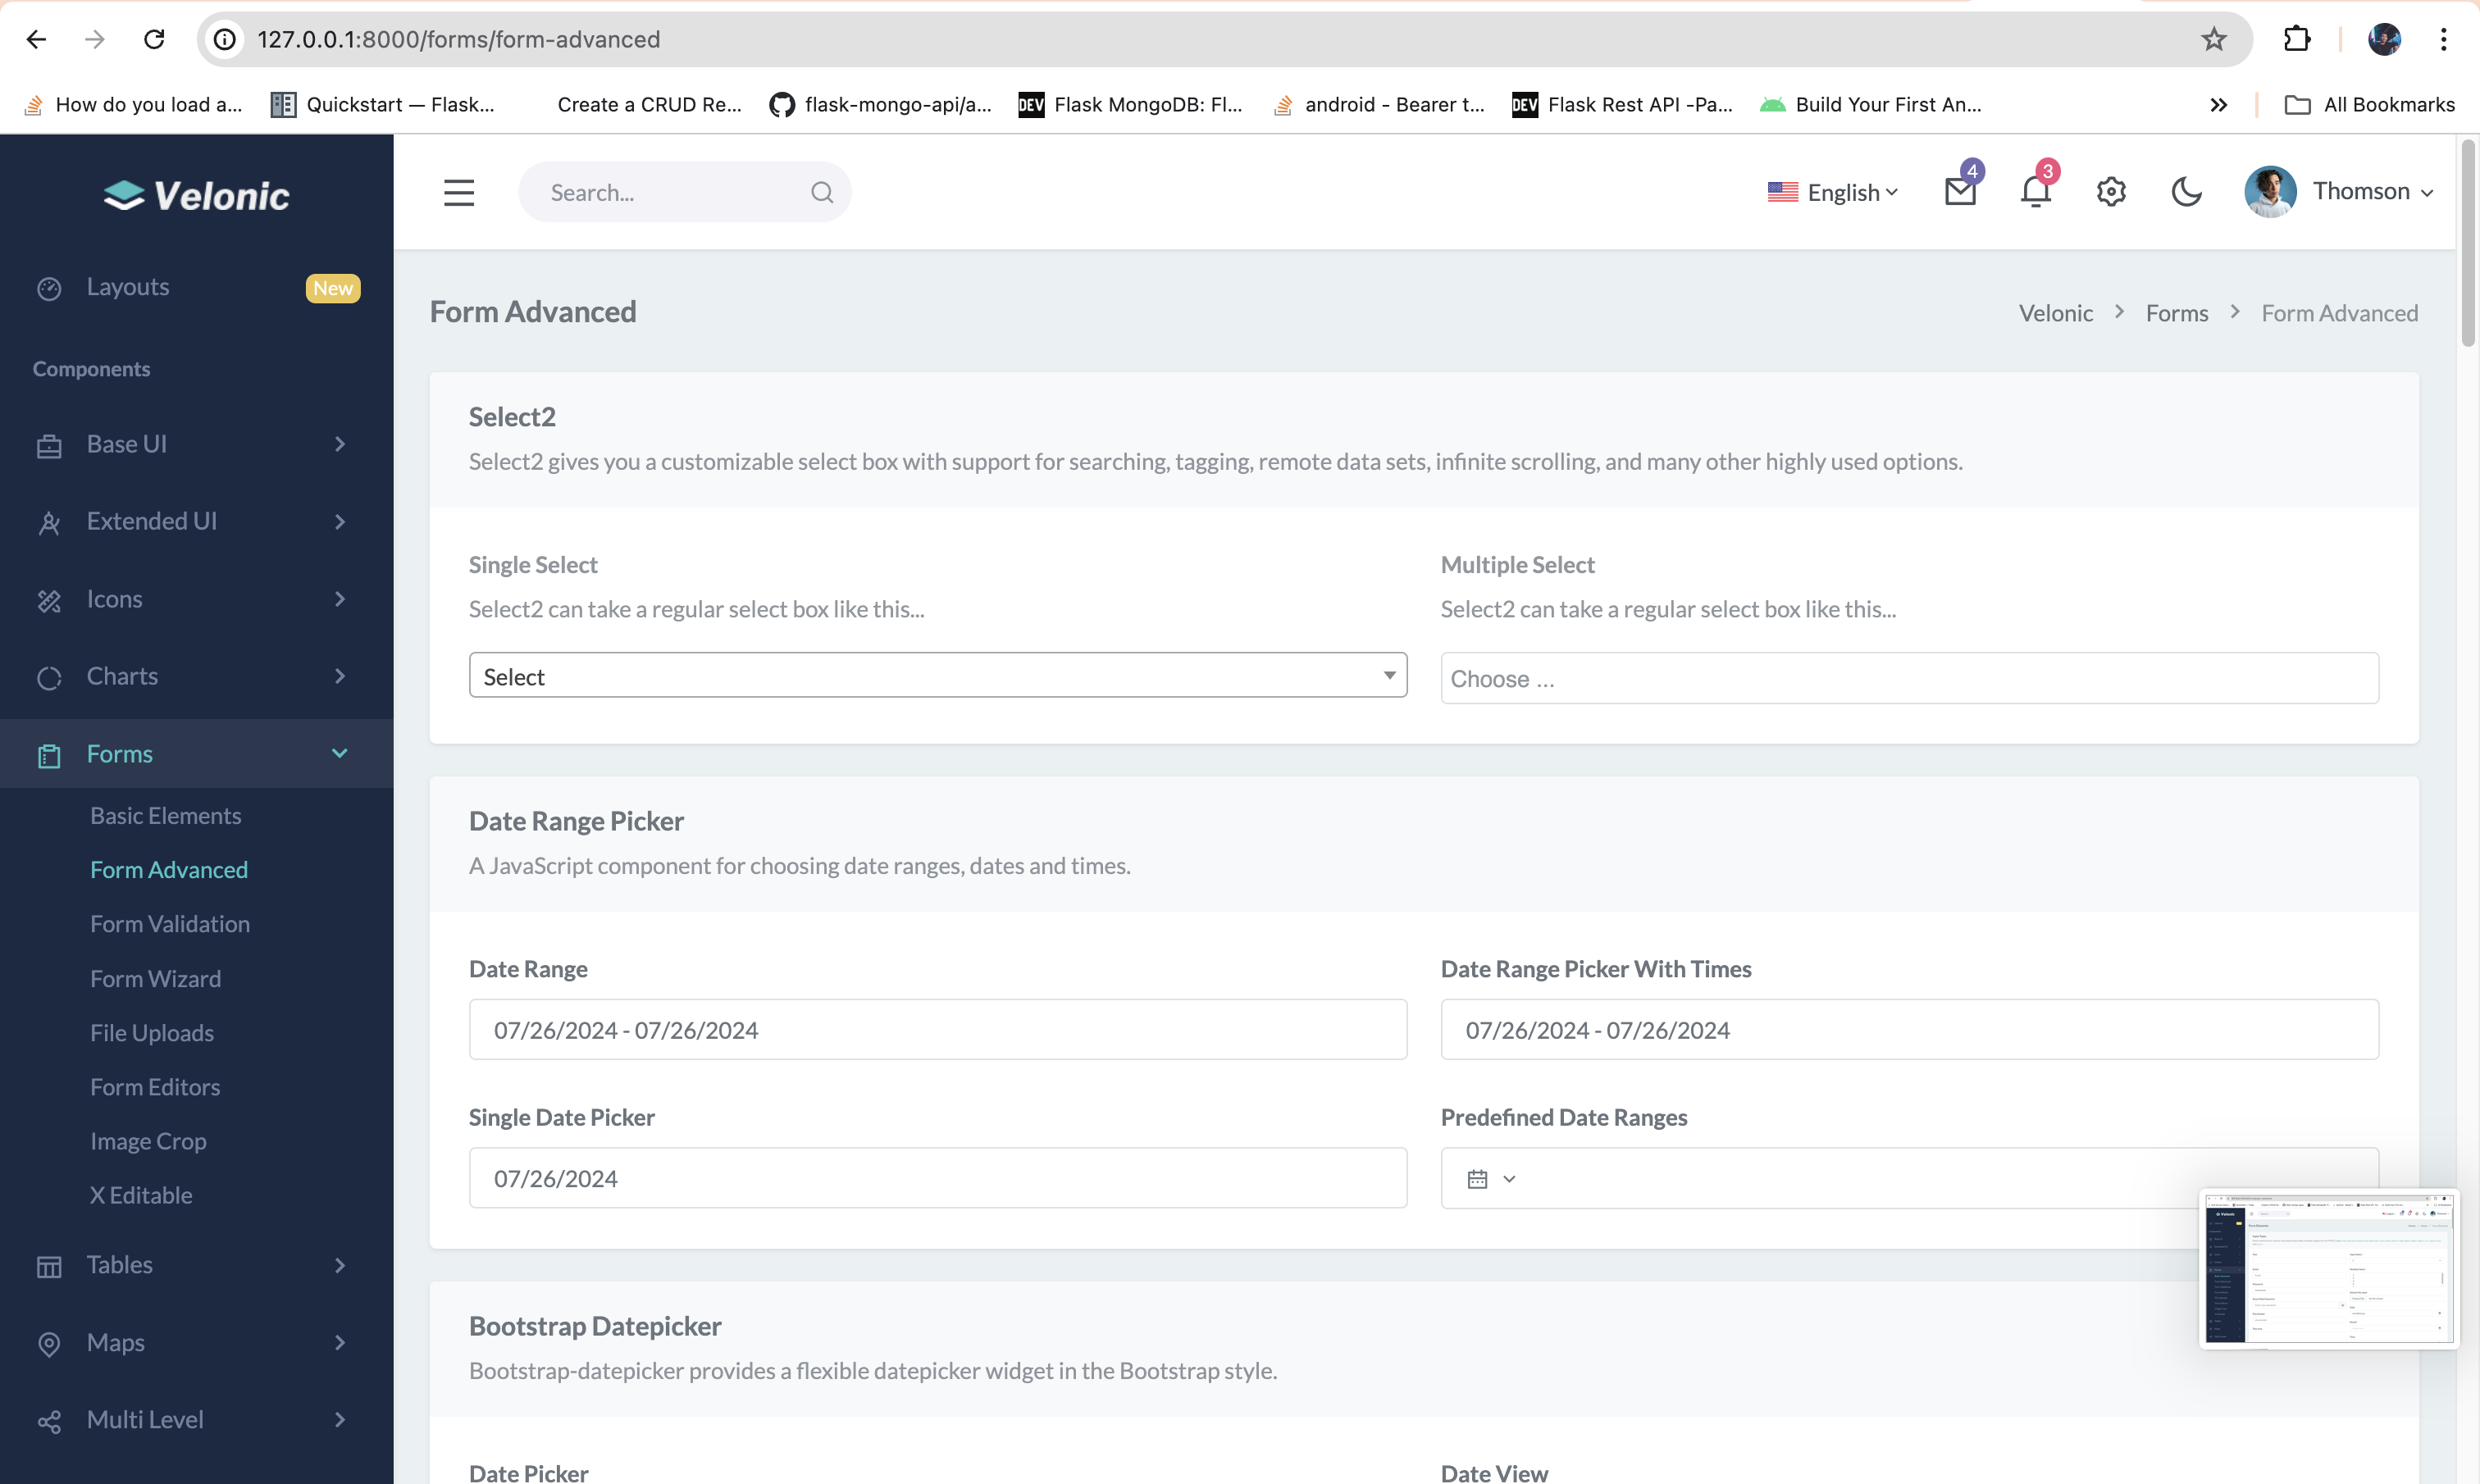 127.0.0.1:8000/forms/form-advanced
How do you load a...
Quickstart — Flask...
Create a CRUD Re...
flask-mongo-api/a...
DEV
Flask MongoDB: Fl...
android - Bearer t...
DEV
Flask Rest API -Pa...
Build Your First An...
All Bookmarks
Velonic
Search...
English
4
3
Thomson
Layouts
New
Components
Base UI
Extended UI
Icons
Charts
Forms
Basic Elements
Form Advanced
Form Validation
Form Wizard
File Uploads
Form Editors
Image Crop
X Editable
Tables
Maps
Multi Level
Form Advanced
Velonic > Forms > Form Advanced
Select2
Select2 gives you a customizable select box with support for searching, tagging, remote data sets, infinite scrolling, and many other highly used options.
Single Select
Select2 can take a regular select box like this...
Select
Multiple Select
Select2 can take a regular select box like this...
Choose ...
Date Range Picker
A JavaScript component for choosing date ranges, dates and times.
Date Range
07/26/2024 - 07/26/2024
Date Range Picker With Times
07/26/2024 - 07/26/2024
Single Date Picker
07/26/2024
Predefined Date Ranges
Bootstrap Datepicker
Bootstrap-datepicker provides a flexible datepicker widget in the Bootstrap style.
Date Picker
Date View